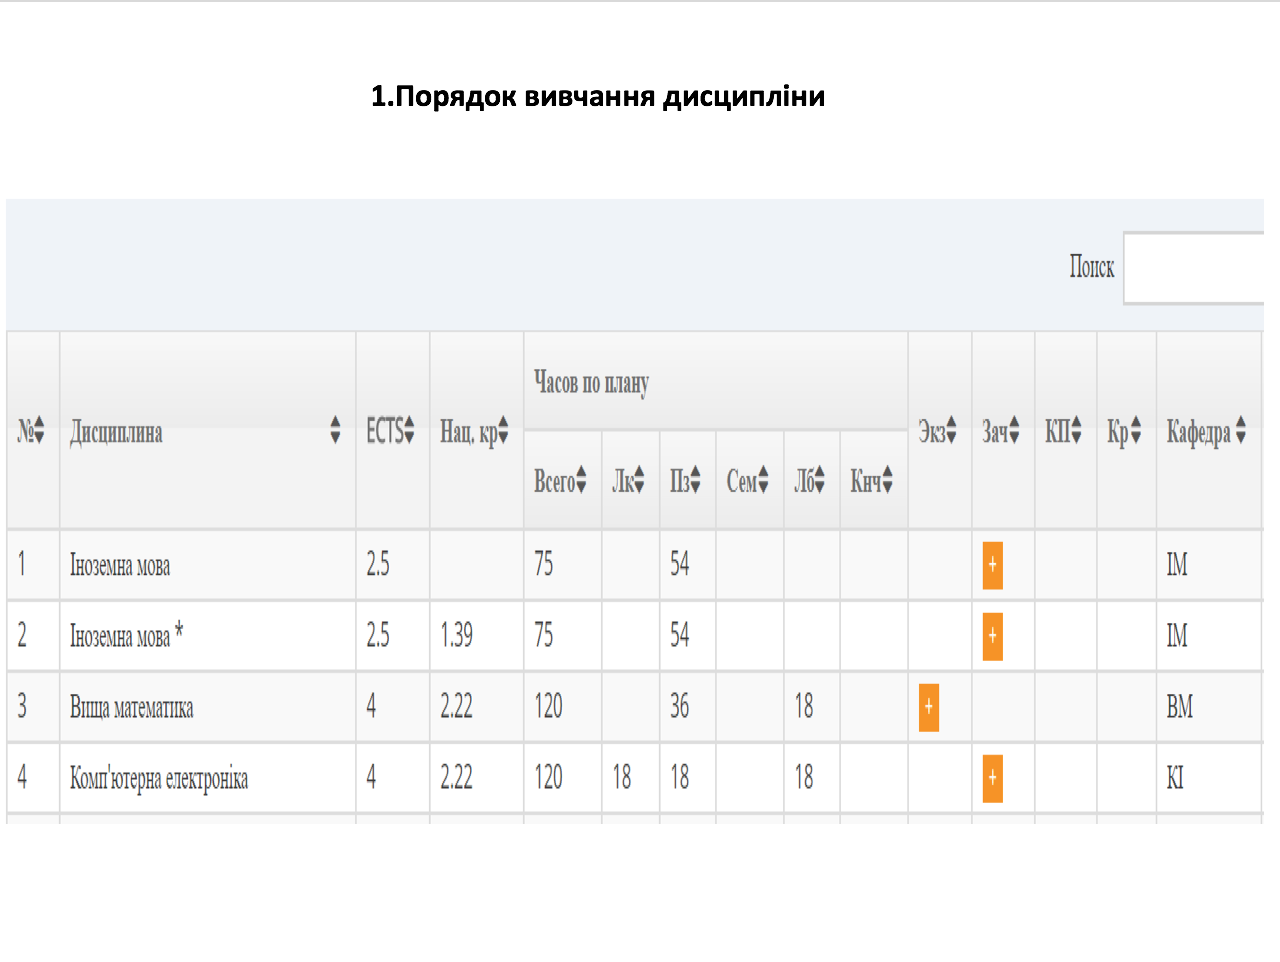 1.Порядок вивчання дисципліни
Поиск
№ Дисциплина ECTS Нац. кр Часов по плану Экз Зач КП Кр Кафедра
Всего Лк Пз Сем Лб Кнч
1 Іноземна мова 2.5 75 54 + ІМ
2 Іноземна мова * 2.5 1.39 75 54 + ІМ
3 Вища математика 4 2.22 120 36 18 + ВМ
4 Комп'ютерна електроніка 4 2.22 120 18 18 18 + КІ